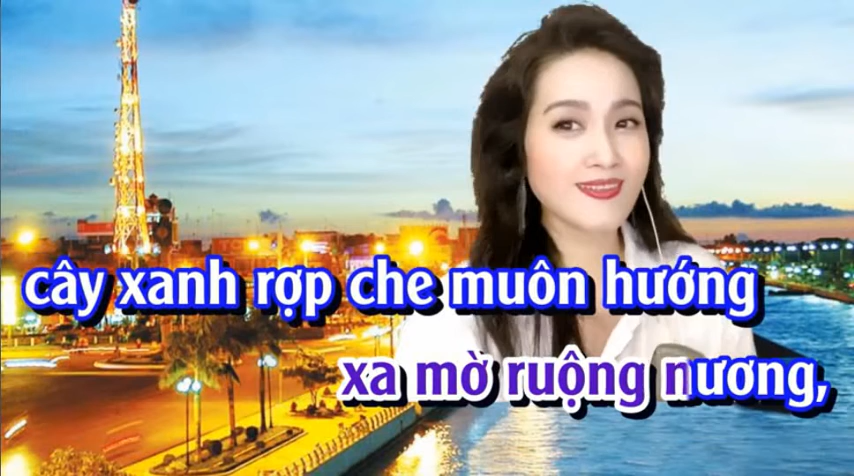 cây xanh rợp che muôn hướng
xa mờ ruộng nương,